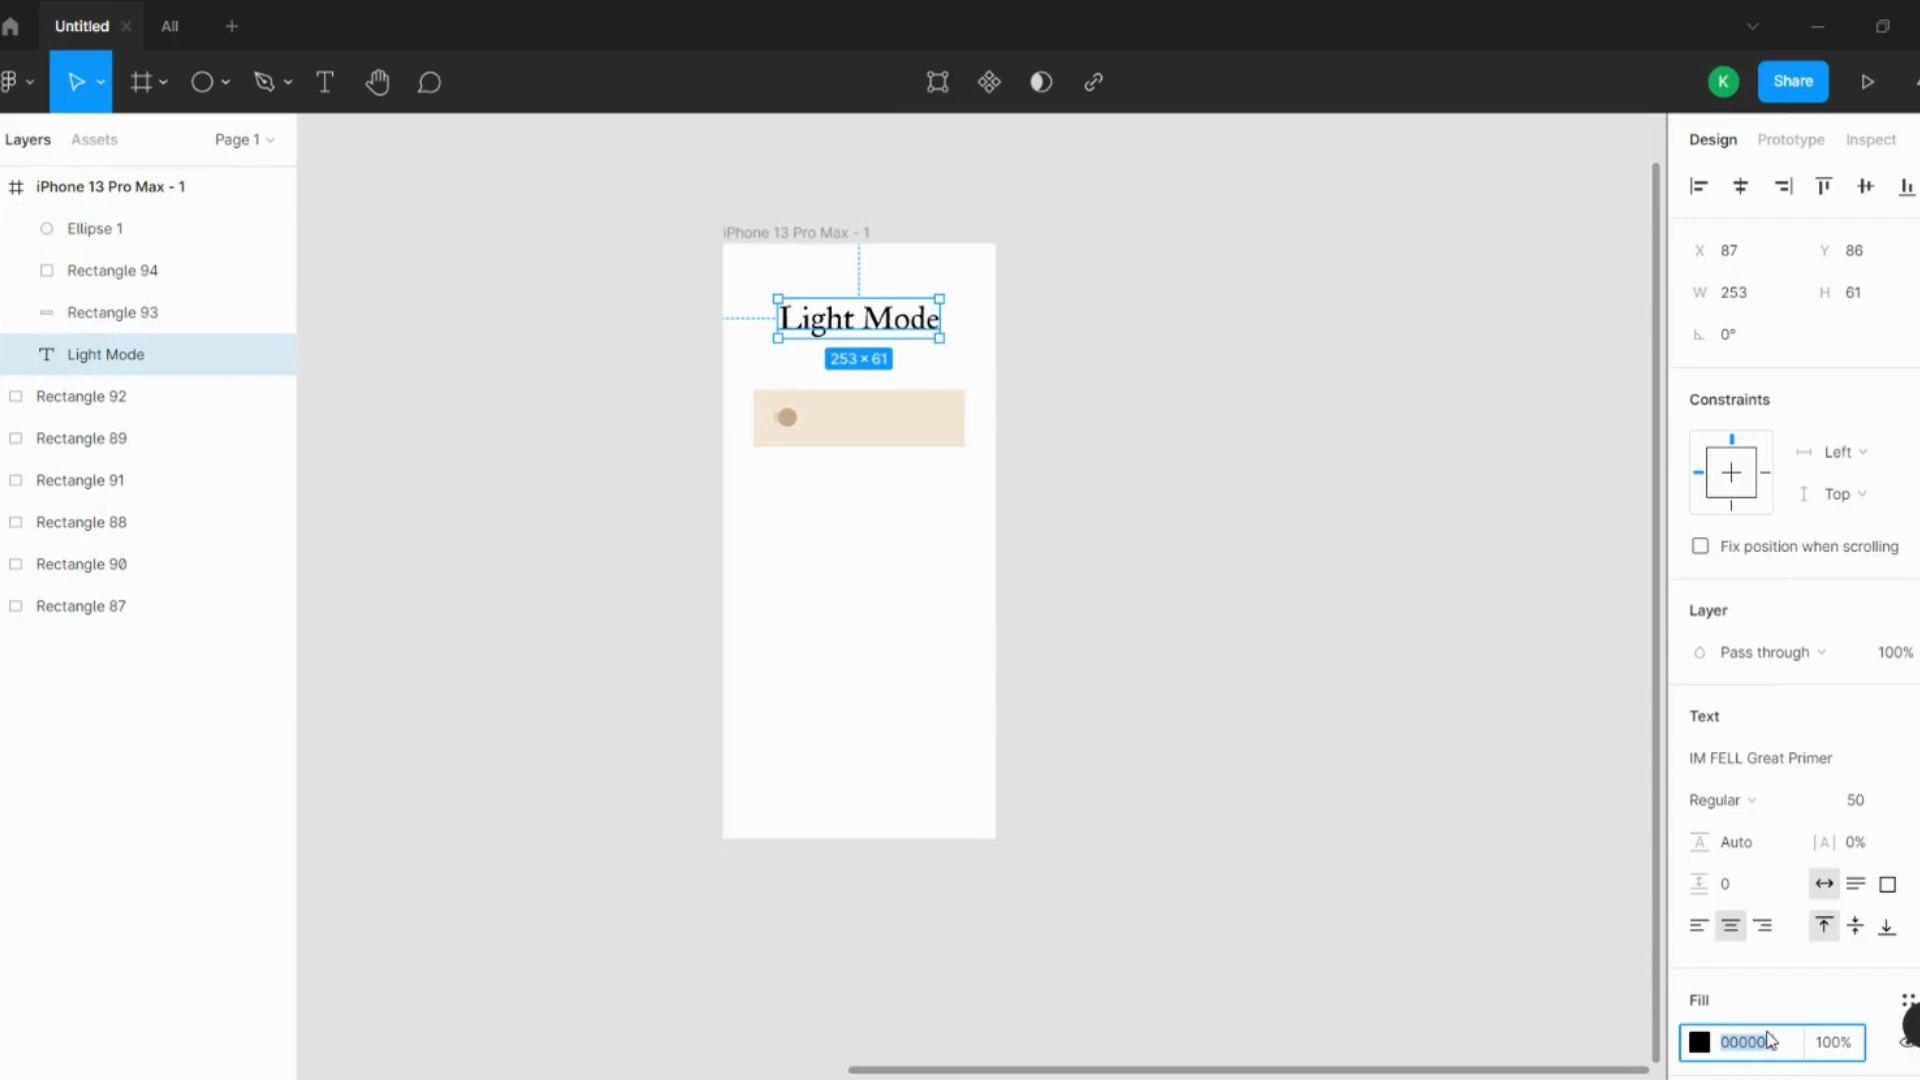 Untitled
All
K
Share
Layers
Assets
Page 1
iPhone 13 Pro Max - 1
Ellipse 1
Rectangle 94
Rectangle 93
Light Mode
Rectangle 92
Rectangle 89
Rectangle 91
Rectangle 88
Rectangle 90
Rectangle 87
iPhone 13 Pro Max - 1
Light Mode
253 × 61
Design
Prototype
Inspect
X 87
Y 86
W 253
H 61
0°
Constraints
Left
Top
Fix position when scrolling
Layer
Pass through
100%
Text
IM FELL Great Primer
Regular
50
A Auto
|A| 0%
0
Fill
00000
100%